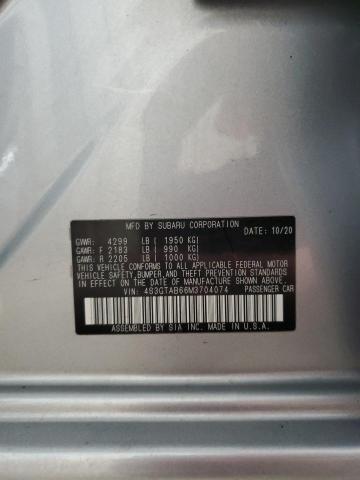 MFD BY SUBARU CORPORATION
DATE: 10/20
GVWR: 4299 LB ( 1950 KG)
GAWR: F 2183 LB ( 990 KG)
GAWR: R 2205 LB ( 1000 KG)
THIS VEHICLE CONFORMS TO ALL APPLICABLE FEDERAL MOTOR
VEHICLE SAFETY, BUMPER, AND THEFT PREVENTION STANDARDS IN
EFFECT ON THE DATE OF MANUFACTURE SHOWN ABOVE.
VIN: 4S3GTAB66M3704074 PASSENGER CAR
ASSEMBLED BY SIA INC. MADE IN U.S.A.